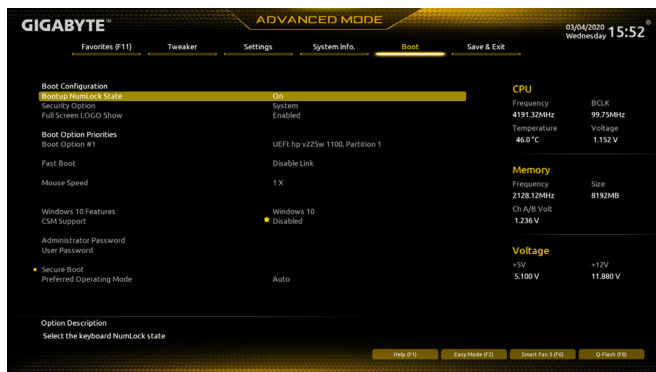 GIGABYTE™
ADVANCED MODE
03/04/2020
Wednesday 15:52
Favorites (F11) Tweaker Settings System Info. Boot Save & Exit
Boot Configuration
Bootup NumLock State On
Security Option System
Full Screen LOGO Show Enabled
Boot Option Priorities
Boot Option #1 UEFI: hp v225w 1100, Partition 1
Fast Boot Disable Link
Mouse Speed 1 X
Windows 10 Features Windows 10
CSM Support Disabled
Administrator Password
User Password
Secure Boot
Preferred Operating Mode Auto
CPU
Frequency BCLK
4191.32MHz 99.75MHz
Temperature Voltage
46.0 °C 1.152 V
Memory
Frequency Size
2128.12MHz 8192MB
Ch A/B Volt
1.236 V
Voltage
+5V +12V
5.100 V 11.880 V
Option Description
Select the keyboard NumLock state
Help (F1) Easy Mode (F2) Smart Fan 5 (F6) Q-Flash (F8)